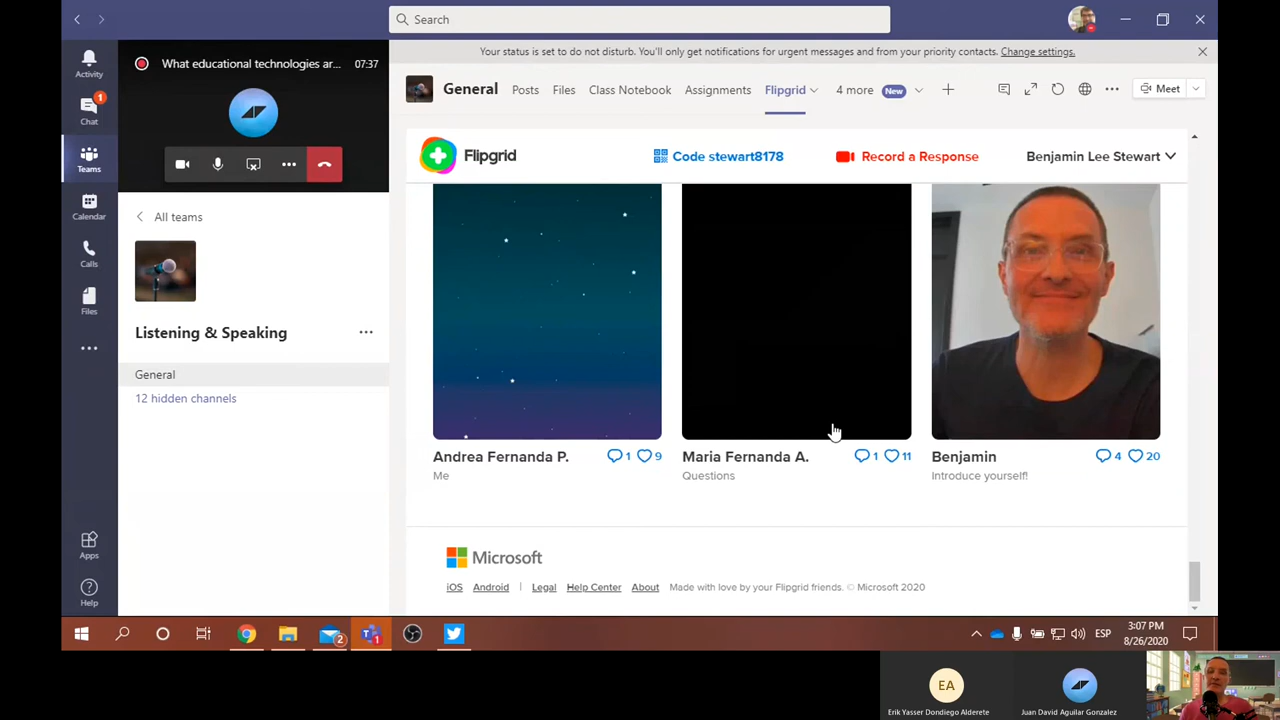 Search
Activity
Chat
1
Teams
Calendar
Calls
Files
Apps
Help
What educational technologies ar...
07:37
All teams
Listening & Speaking
General
12 hidden channels
Your status is set to do not disturb. You'll only get notifications for urgent messages and from your priority contacts. Change settings.
General
Posts
Files
Class Notebook
Assignments
Flipgrid
4 more
New
Meet
Flipgrid
Code stewart8178
Record a Response
Benjamin Lee Stewart
Andrea Fernanda P.
1
9
Me
Maria Fernanda A.
1
11
Questions
Benjamin
4
20
Introduce yourself!
Microsoft
iOS
Android
Legal
Help Center
About
Made with love by your Flipgrid friends. © Microsoft 2020
2
1
ESP
3:07 PM
8/26/2020
EA
Erik Yasser Dondiego Alderete
Juan David Aguilar Gonzalez